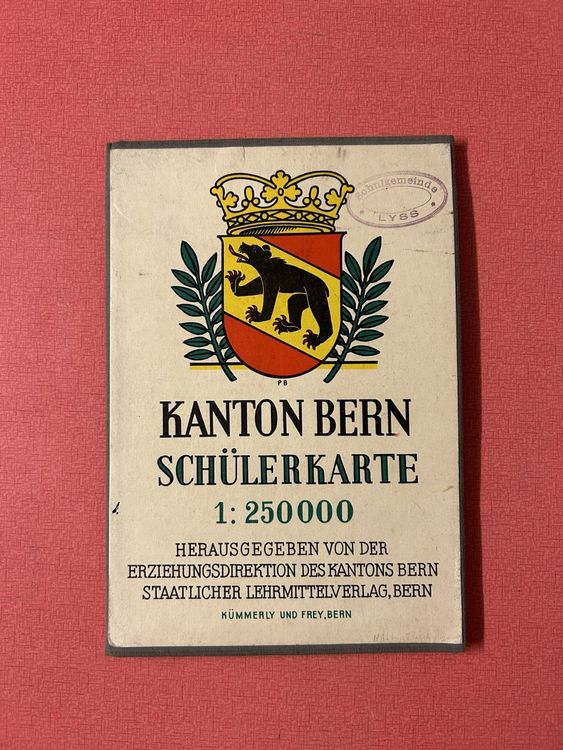 Schulgemeinde
LYSS
PB
KANTON BERN
SCHÜLERKARTE
1:250000
HERAUSGEGEBEN VON DER
ERZIEHUNGSDIREKTION DES KANTONS BERN
STAATLICHER LEHRMITTELVERLAG, BERN
KÜMMERLY UND FREY, BERN